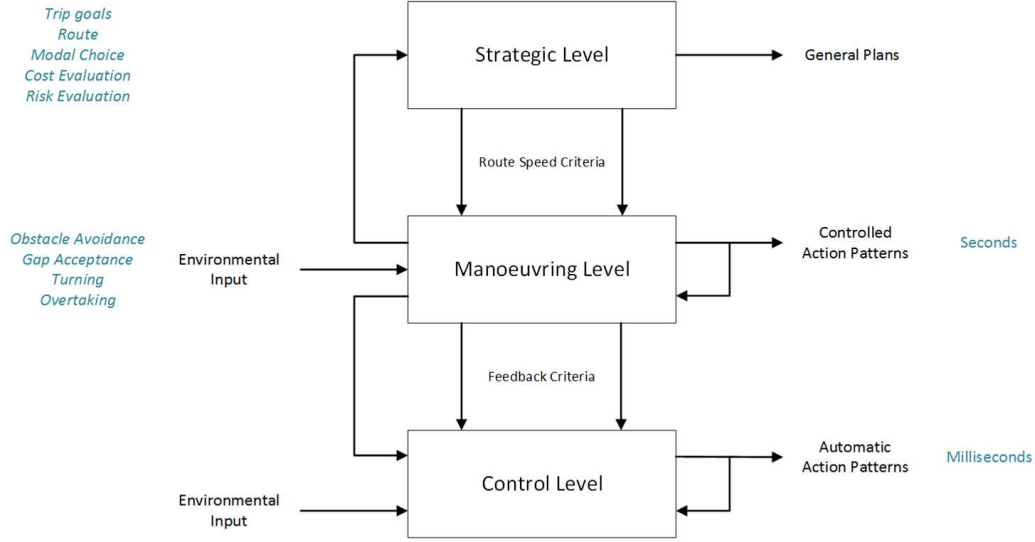 Trip goals
Route
Modal Choice
Cost Evaluation
Risk Evaluation
Strategic Level
General Plans
Route Speed Criteria
Obstacle Avoidance
Gap Acceptance
Turning
Overtaking
Environmental
Input
Manoeuvring Level
Controlled
Action Patterns
Seconds
Feedback Criteria
Environmental
Input
Control Level
Automatic
Action Patterns
Milliseconds